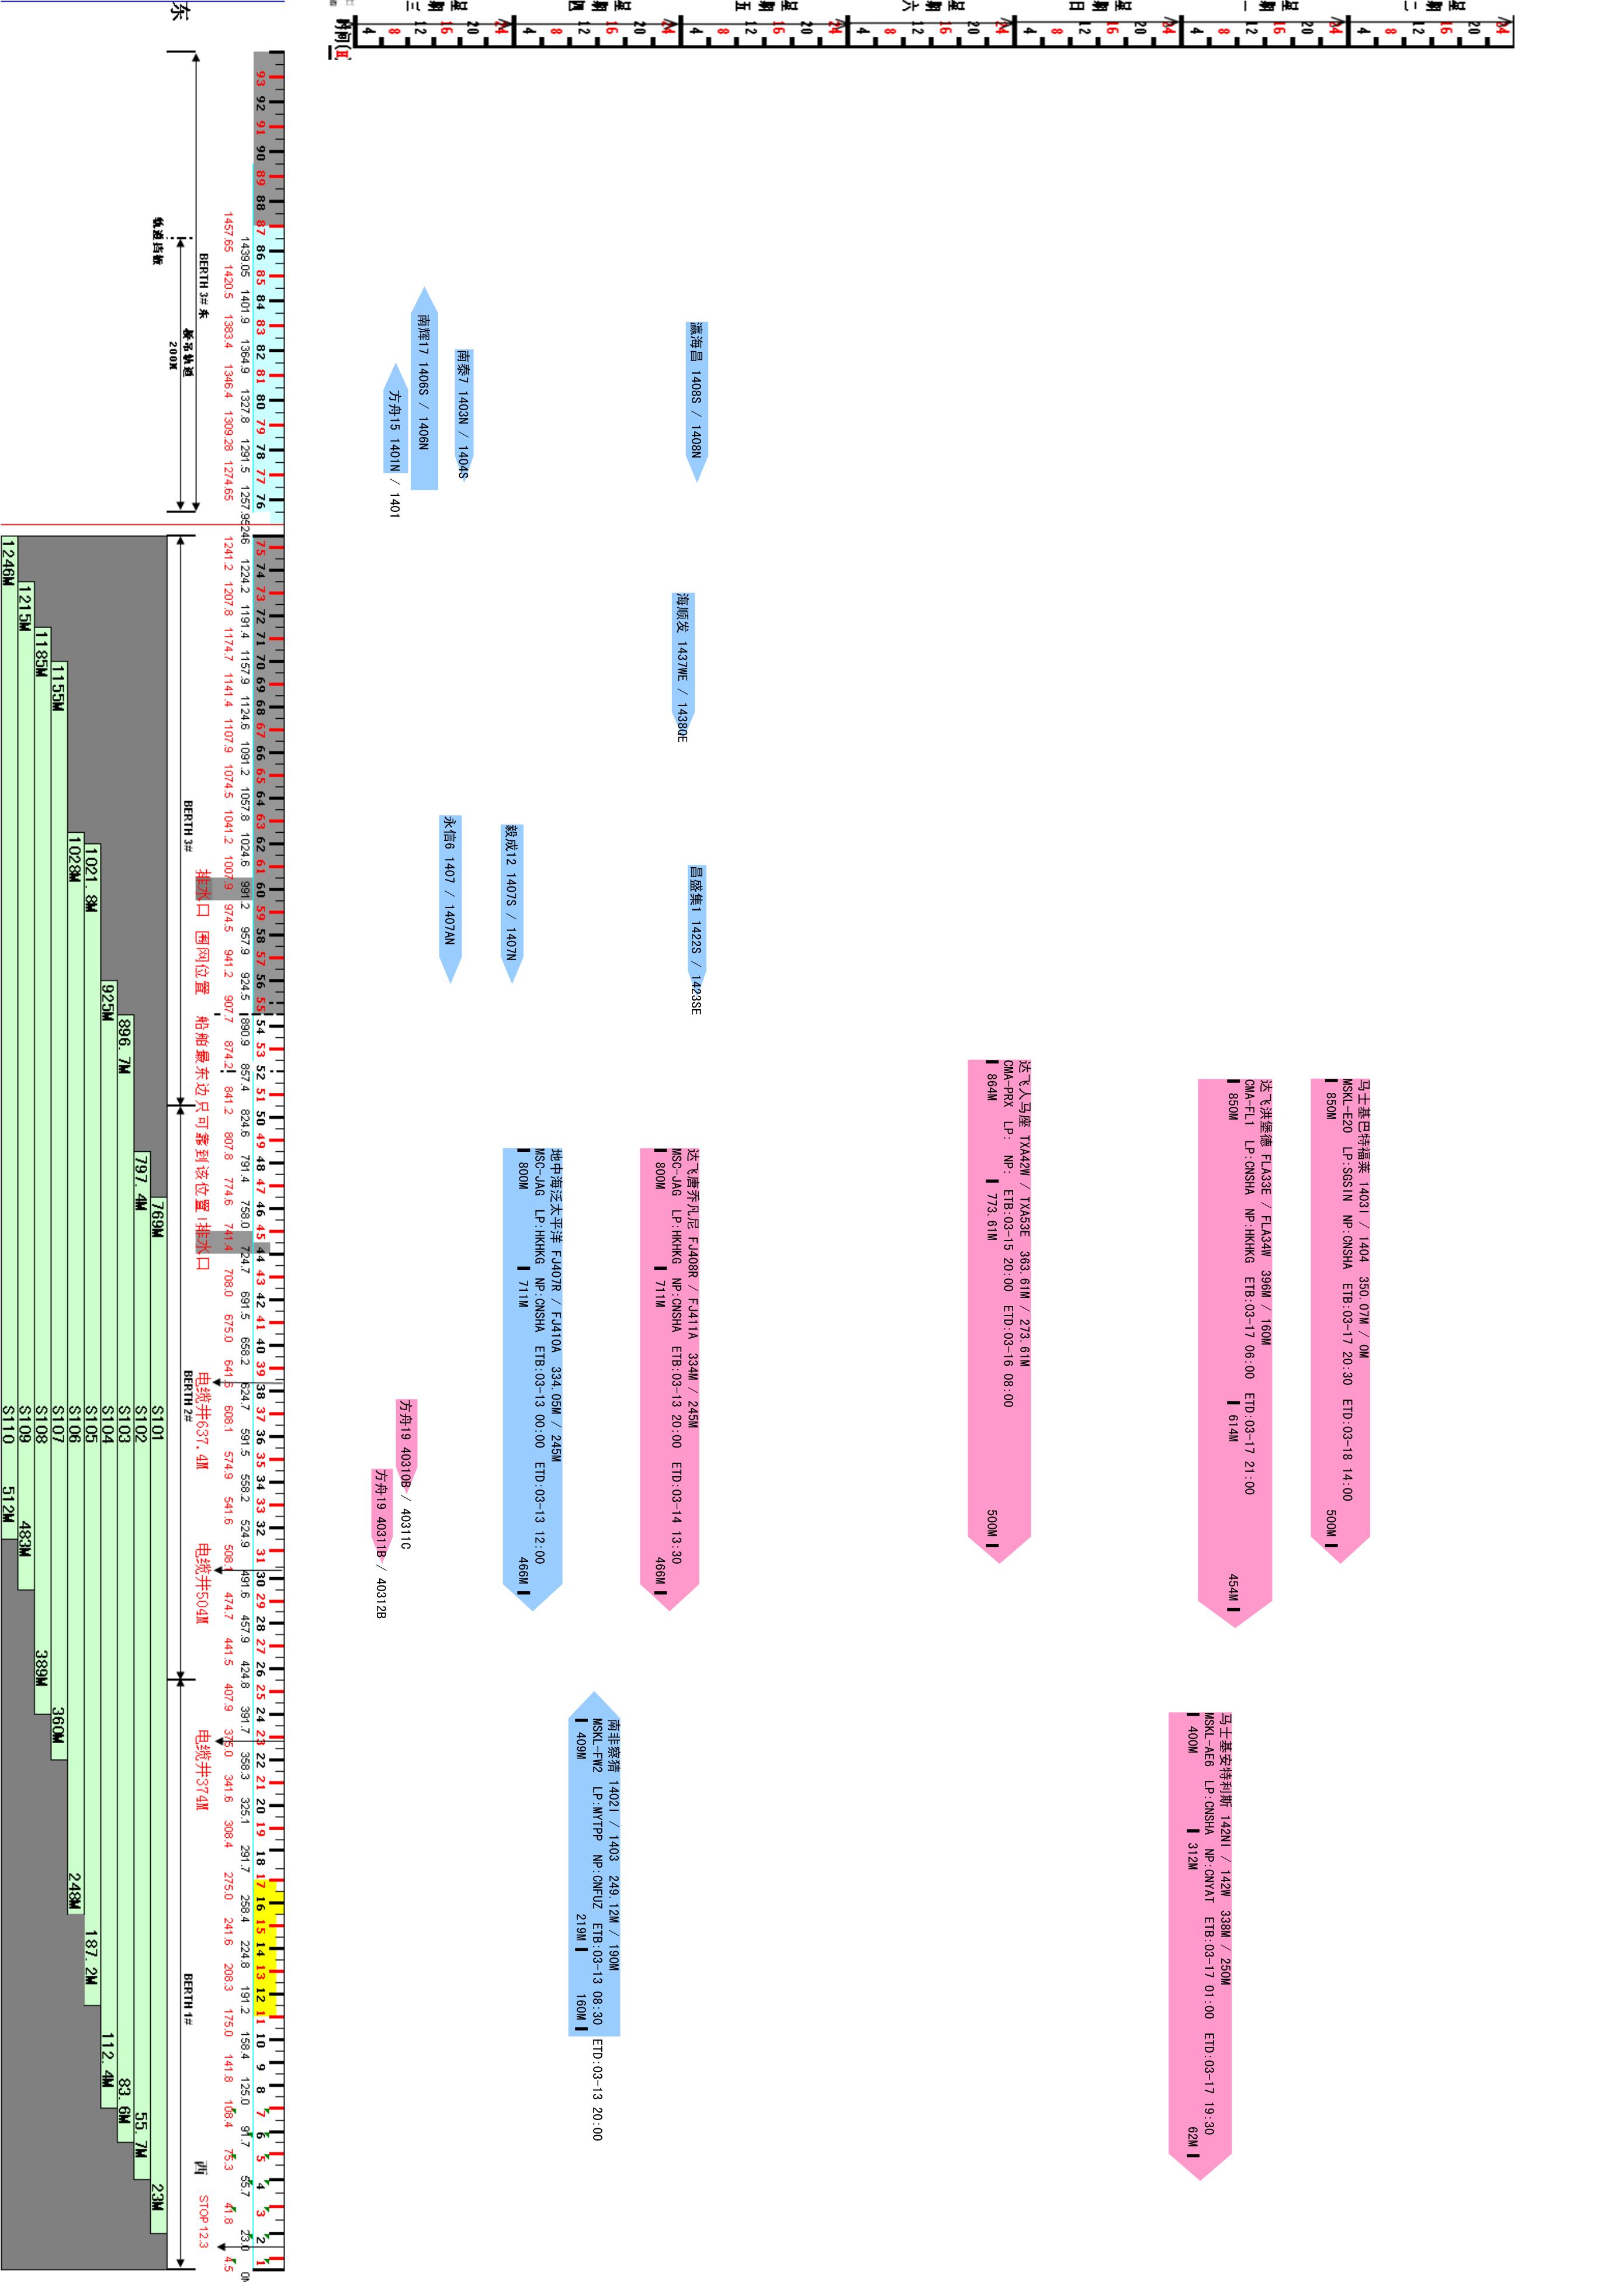 东
星期三
星期四
星期五
星期六
星期日
星期一
星期二
4 8 12 16 20 24 4 8 12 16 20 24 4 8 12 16 20 24 4 8 12 16 20 24 4 8 12 16 20 24 4 8 12 16 20 24 4 8 12 16 20 24
瀛海昌 1408S / 1408N
南泰7 1403N / 1404S
南辉17 1406S / 1406N
方舟15 1401N / 1401
海顺发 1437WE / 1438QE
永信6 1407 / 1407AN
毅成12 1407S / 1407N
昌盛集1 1422S / 1423SE
马士基巴特福莱 1403I / 1404 350.07M / 0M
MSKL-E20 LP:SGSIN NP:CNSHA ETB:03-17 20:30 ETD:03-18 14:00
850M 500M
达飞洪堡德 FLA33E / FLA34W 396M / 160M
CMA-FL1 LP:CNSHA NP:HKHKG ETB:03-17 06:00 ETD:03-17 21:00
850M 614M 454M
达飞人马座 TXA42W / TXA53E 363.61M / 273.61M
CMA-PRX LP: NP: ETB:03-15 20:00 ETD:03-16 08:00
864M 773.61M 500M
达飞唐乔凡尼 FJ408R / FJ411A 334M / 245M
MSC-JAG LP:HKHKG NP:CNSHA ETB:03-13 20:00 ETD:03-14 13:30
800M 711M 466M
地中海泛太平洋 FJ407R / FJ410A 334.05M / 245M
MSC-JAG LP:HKHKG NP:CNSHA ETB:03-13 00:00 ETD:03-13 12:00
800M 711M 466M
方舟19 40310B / 40311C
方舟19 40311B / 40312B
马士基安特利斯 142NI / 142W 338M / 250M
MSKL-AE6 LP:CNSHA NP:CNYAT ETB:03-17 01:00 ETD:03-17 19:30
400M 312M 62M
南非察猜 1402I / 1403 249.12M / 190M
MSKL-FW2 LP:MYTPP NP:CNFUZ ETB:03-13 08:30 ETD:03-13 20:00
409M 219M 160M
93 92 91 90 89 88 87 86 85 84 83 82 81 80 79 78 77 76 75 74 73 72 71 70 69 68 67 66 65 64 63 62 61 60 59 58 57 56 55 54 53 52 51 50 49 48 47 46 45 44 43 42 41 40 39 38 37 36 35 34 33 32 31 30 29 28 27 26 25 24 23 22 21 20 19 18 17 16 15 14 13 12 11 10 9 8 7 6 5 4 3 2 1
1439.05 1401.9 1364.9 1327.8 1291.5 1257.95 1224.2 1191.4 1157.9 1124.6 1091.2 1057.8 1024.6 991.2 957.9 924.5 890.9 857.4 824.6 791.4 758.0 724.7 691.5 658.2 624.7 591.5 558.2 524.9 491.6 457.9 424.8 391.7 358.3 325.1 291.7 258.4 224.8 191.2 158.4 125.0 91.7 55.7 23.0
1457.65 1420.5 1383.4 1346.4 1309.28 1274.65 1241.2 1207.8 1174.7 1141.4 1107.9 1074.5 1041.2 1007.9 974.5 941.2 907.7 874.2 841.2 807.8 774.6 741.4 708.0 675.0 641.6 608.1 574.9 541.6 508.1 474.7 441.5 407.9 375.0 341.6 308.4 275.0 241.6 208.3 175.0 141.8 108.4 75.3 41.8 4.5
排水口 围网位置 船舶最东边只可靠到该位置 排水口 电缆井637.4M 电缆井504M 电缆井374M 西 STOP 12.3
BERTH 3# 东
桥吊轨道
200M
轨道挡板
BERTH 3# BERTH 2# BERTH 1#
769M S101 23M
797.4M S102 55.7M
896.7M S103 83.6M
925M S104 112.4M
1021.8M S105 187.2M
1028M S106 248M
1155M S107 360M
1185M S108 389M
1215M S109 483M
1246M S110 512M